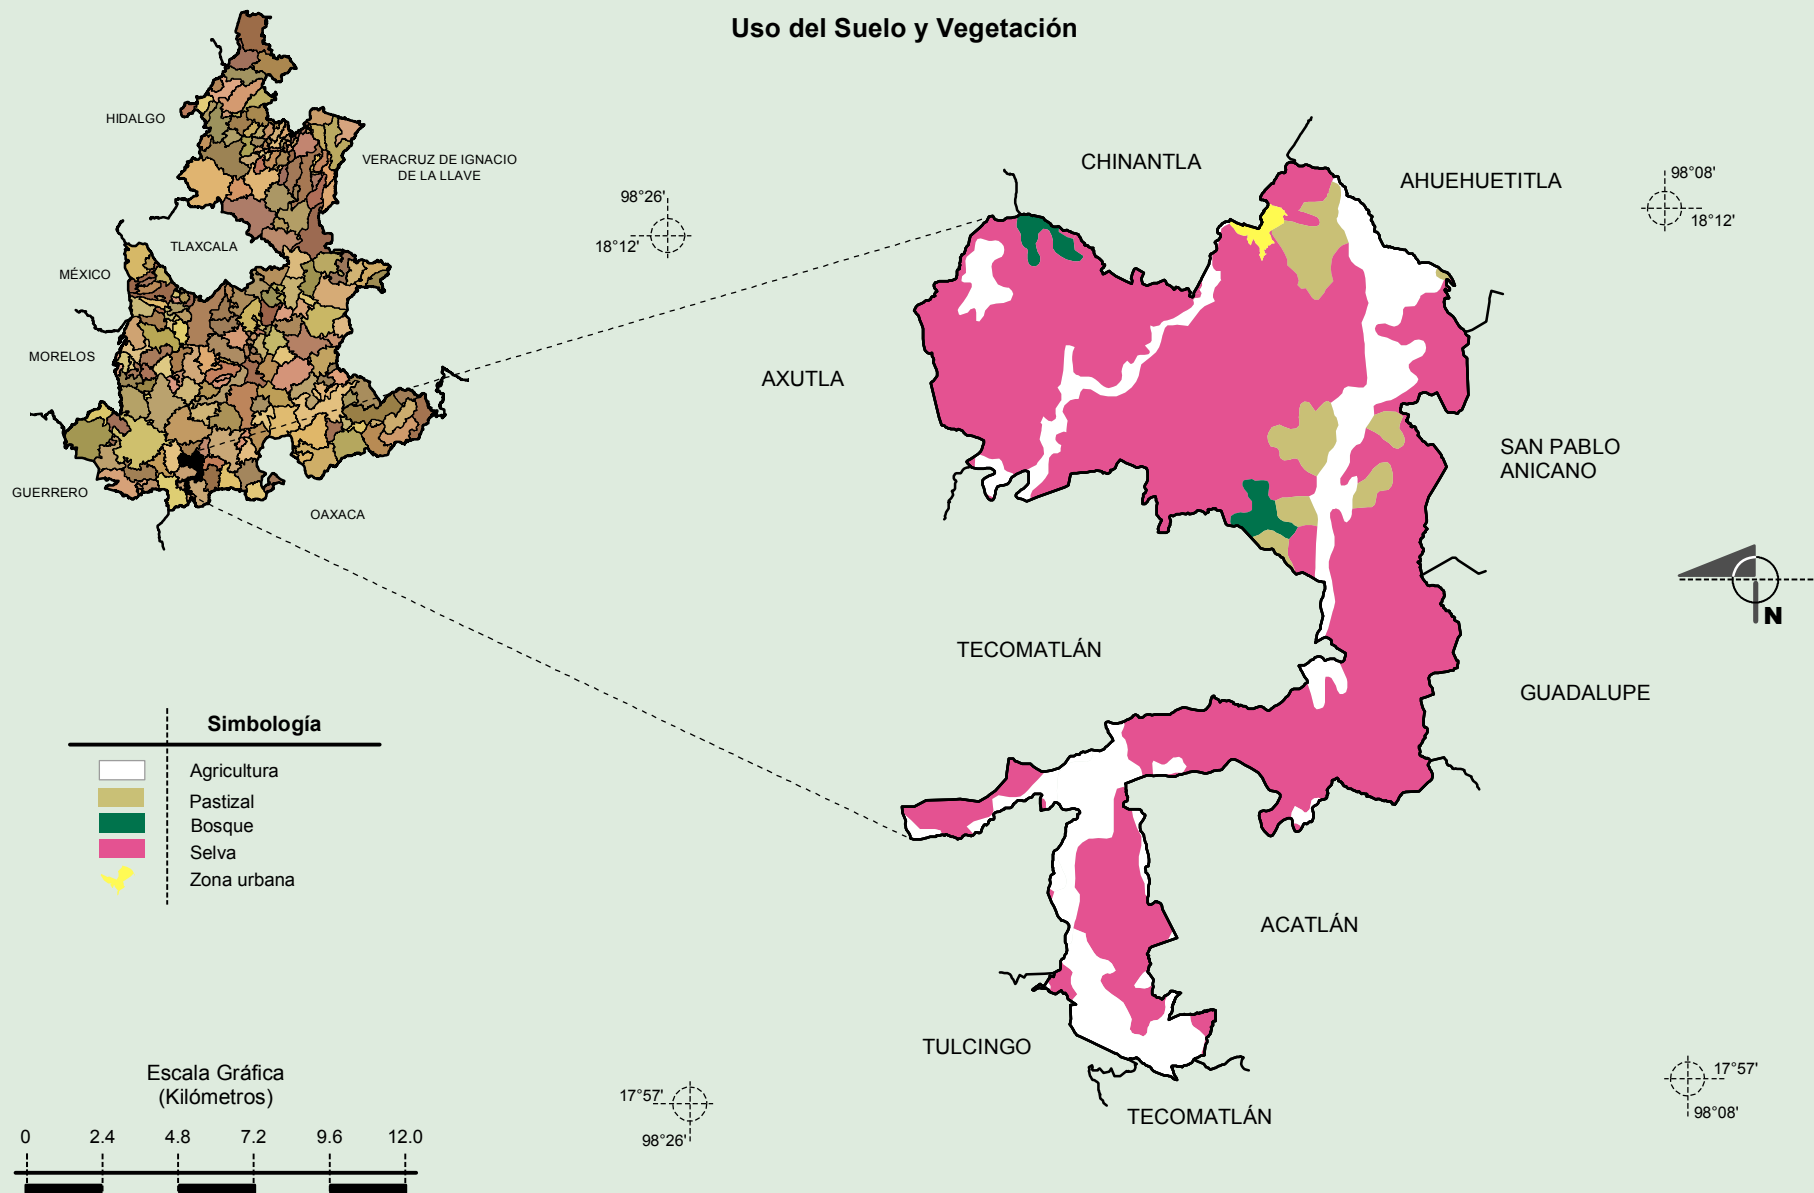 Uso del Suelo y Vegetación
HIDALGO
VERACRUZ DE IGNACIO
DE LA LLAVE
TLAXCALA
MÉXICO
MORELOS
GUERRERO
OAXACA
98°26'
18°12'
CHINANTLA
AHUEHUETITLA
98°08'
18°12'
AXUTLA
SAN PABLO
ANICANO
TECOMATLÁN
GUADALUPE
N
ACATLÁN
TULCINGO
TECOMATLÁN
17°57'
98°26'
17°57'
98°08'
Simbología
Agricultura
Pastizal
Bosque
Selva
Zona urbana
Escala Gráfica
(Kilómetros)
0 2.4 4.8 7.2 9.6 12.0